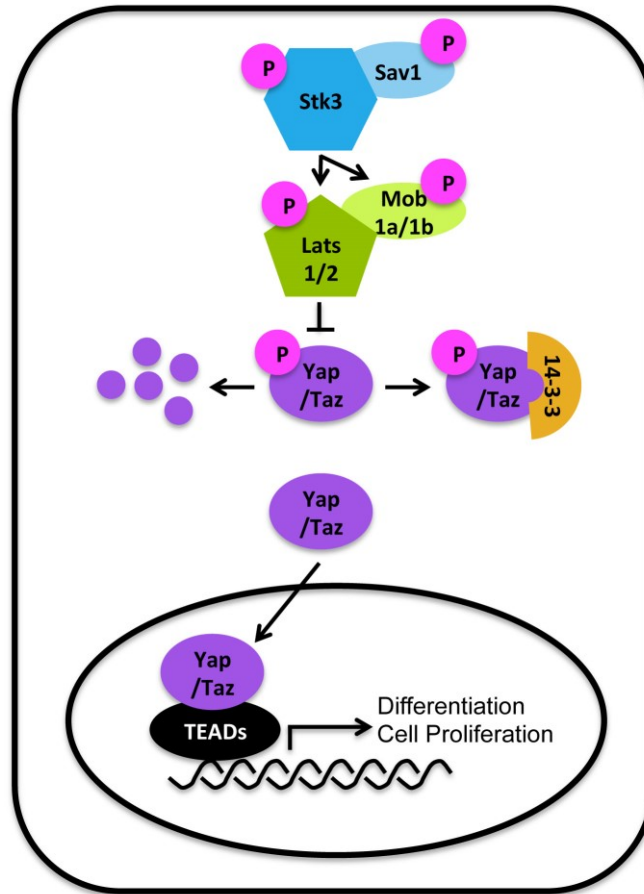 P
P
Sav1
Stk3
P
P
Mob
1a/1b
Lats
1/2
P
Yap
/Taz
P
Yap
/Taz
14-3-3
Yap
/Taz
Yap
/Taz
TEADs
Differentiation
Cell Proliferation